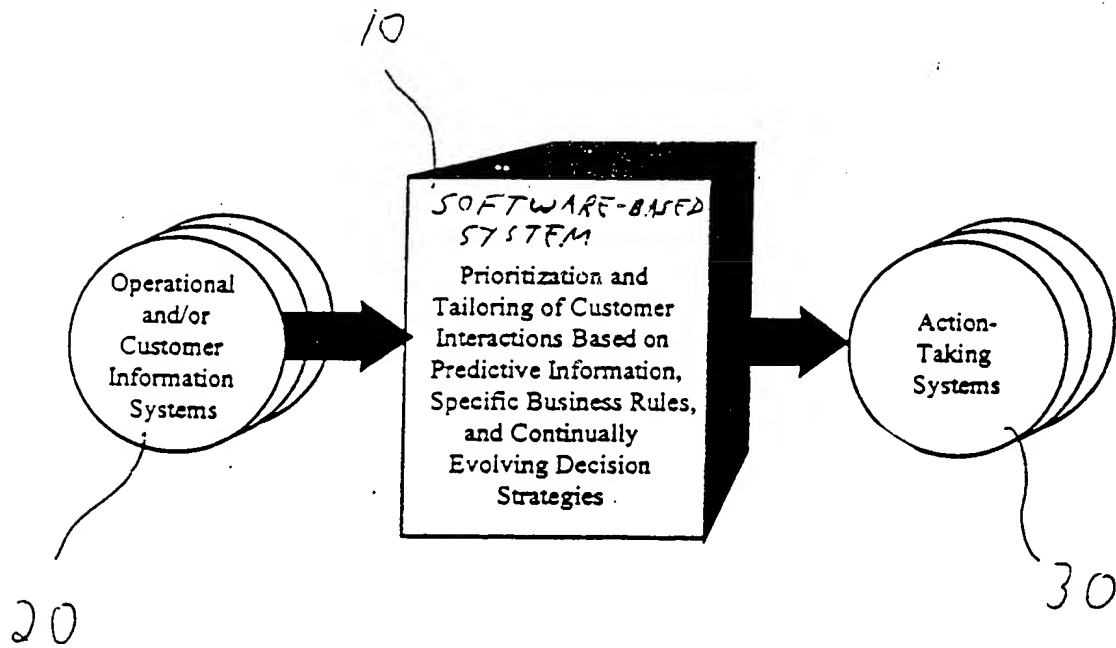 10
SOFTWARE-BASED
SYSTEM
Operational
and/or
Customer
Information
Systems
Prioritization and
Tailoring of Customer
Interactions Based on
Predictive Information,
Specific Business Rules,
and Continually
Evolving Decision
Strategies
Action-
Taking
Systems
20
30